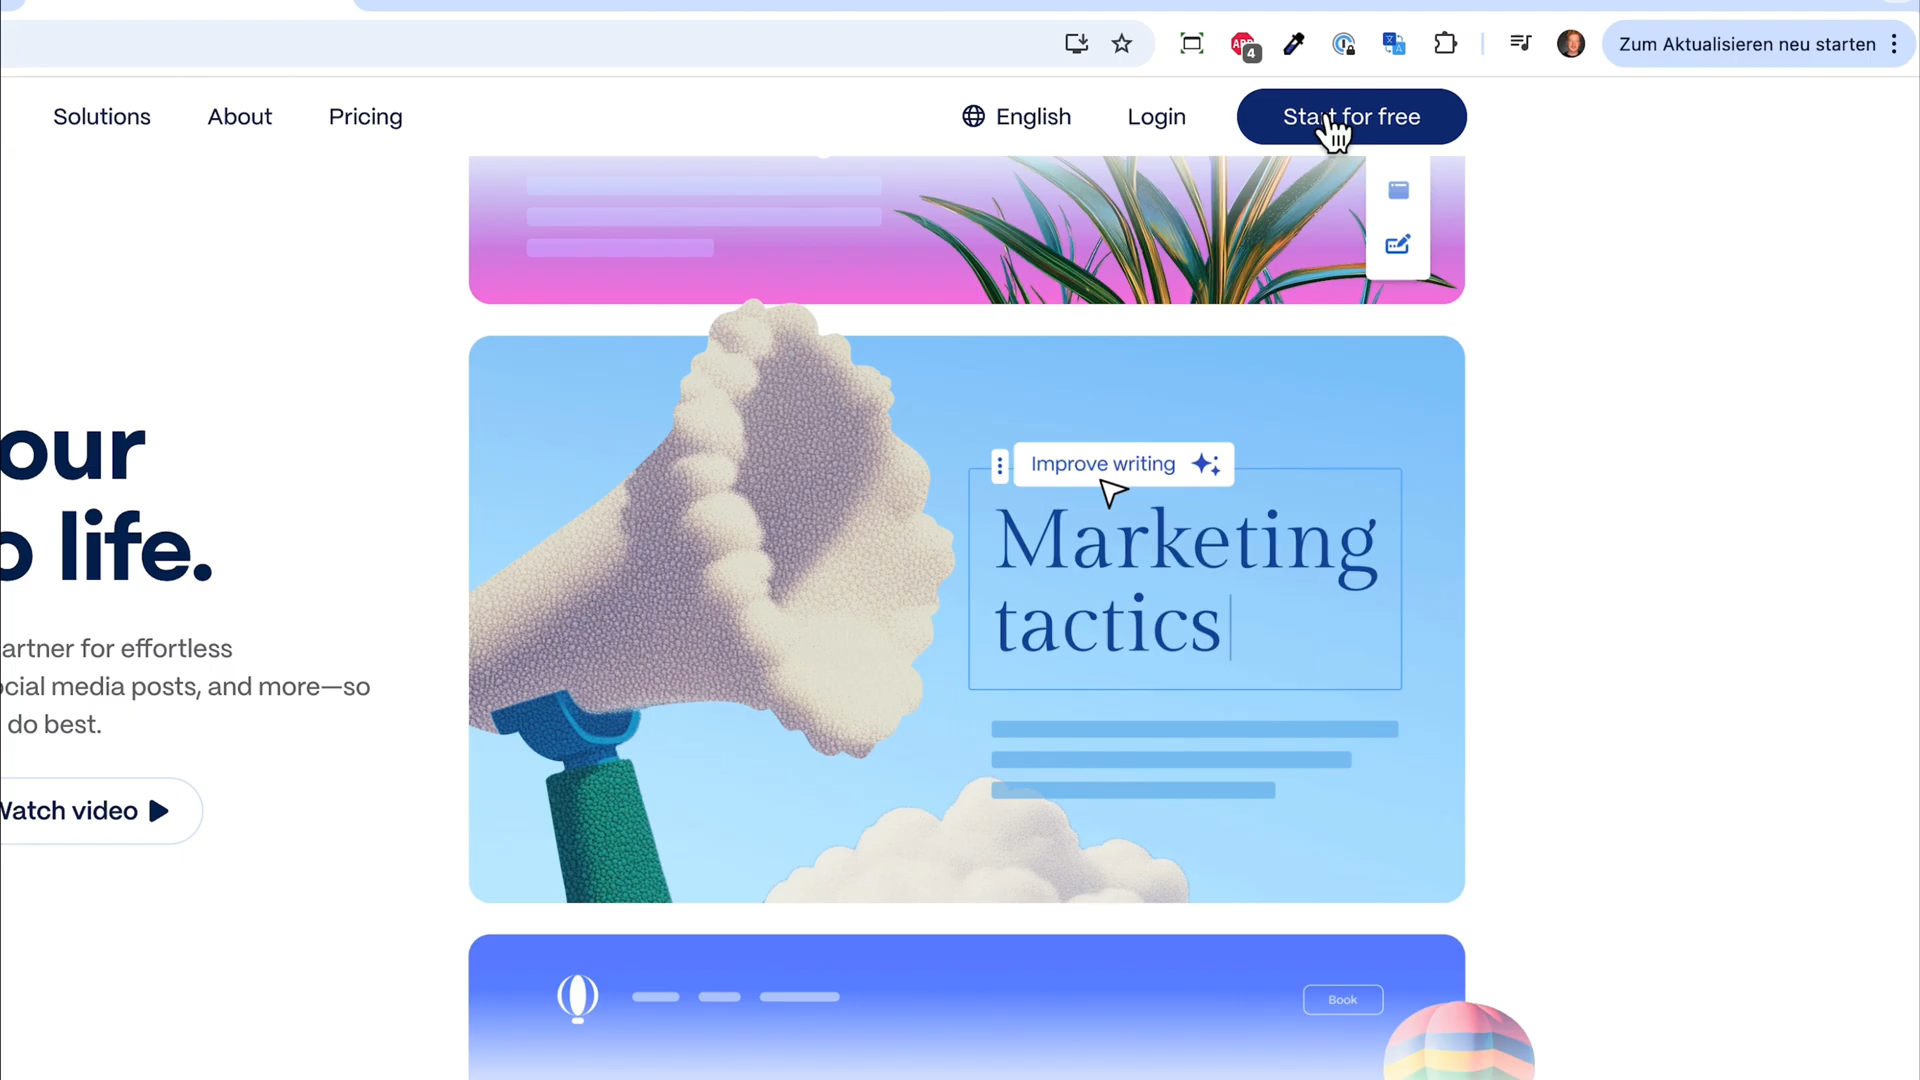 4
Zum Aktualisieren neu starten
Solutions
About
Pricing
English
Login
Start for free
our
o life.
artner for effortless
ocial media posts, and more—so
do best.
Watch video
Improve writing
Marketing
tactics
Book